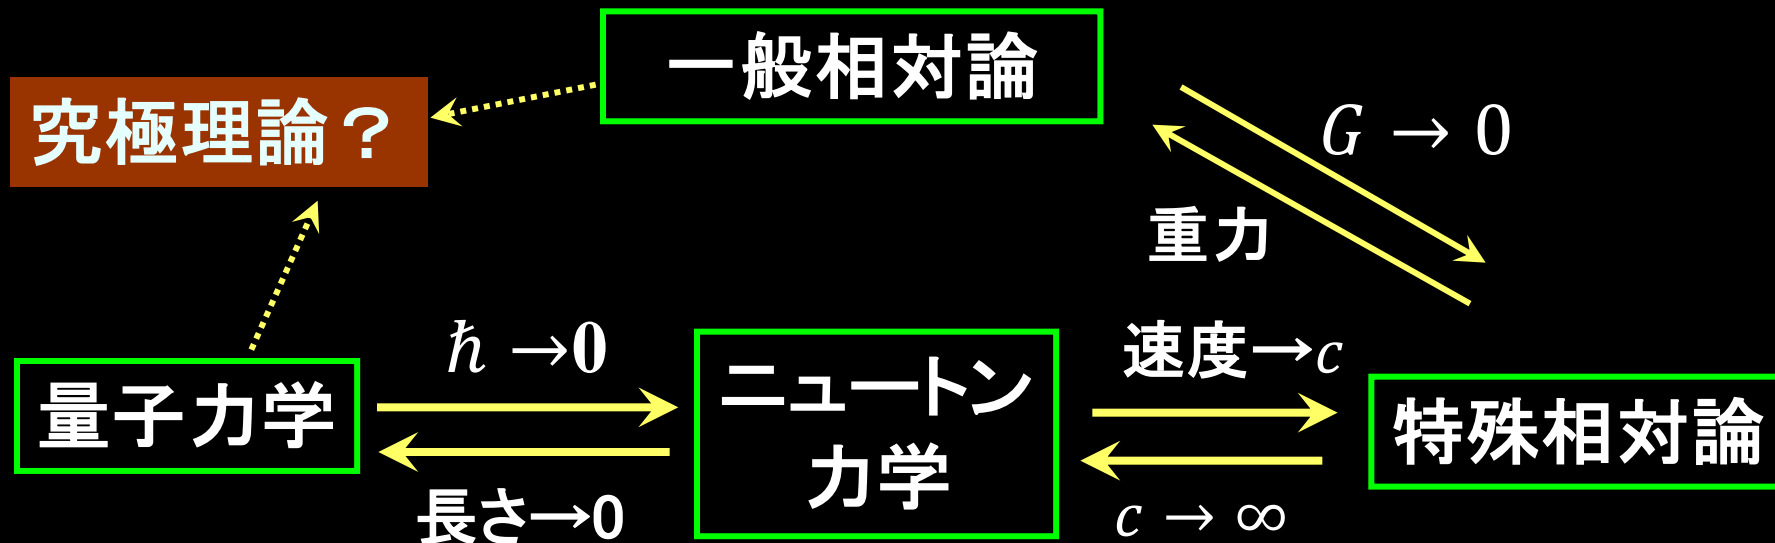 一般相対論
究極理論？
G → 0
重力
ħ →0
速度→c
量子力学
ニュートン
力学
特殊相対論
長さ→0
c → ∞